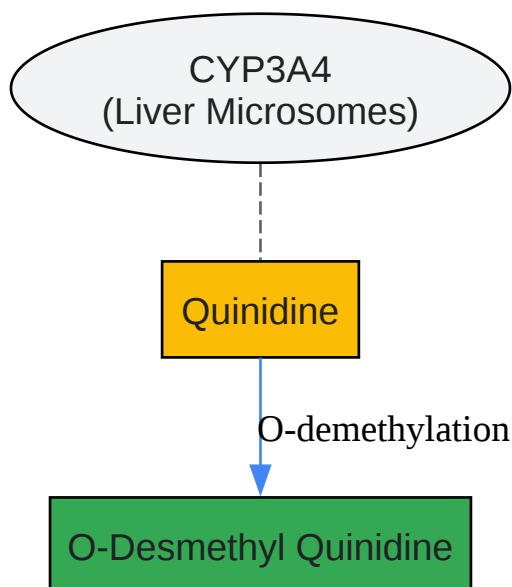 CYP3A4
(Liver Microsomes)
Quinidine
O-demethylation
O-Desmethyl Quinidine